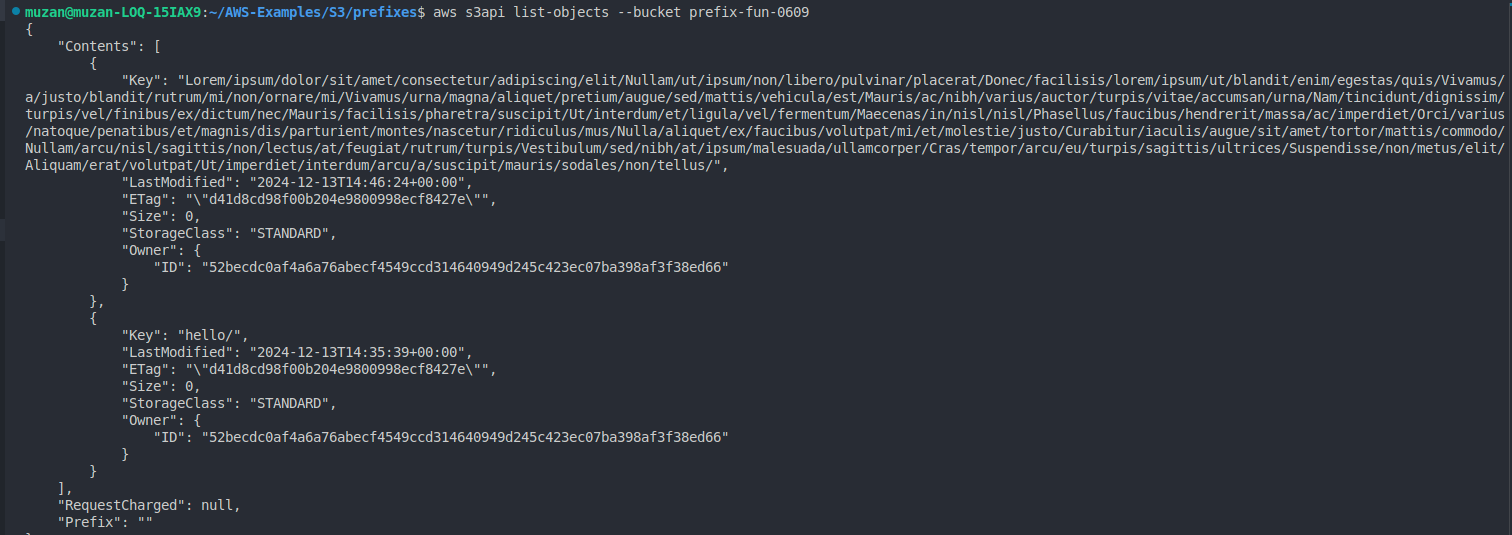 muzan@muzan-LOQ-15IAX9:~/AWS-Examples/S3/prefixes$ aws s3api list-objects --bucket prefix-fun-0609
{
    "Contents": [
        {
            "Key": "Lorem/ipsum/dolor/sit/amet/consectetur/adipiscing/elit/Nullam/ut/ipsum/non/libero/pulvinar/placerat/Donec/facilisis/lorem/ipsum/ut/blandit/enim/egestas/quis/Vivamus/
a/justo/blandit/rutrum/mi/non/ornare/mi/Vivamus/urna/magna/aliquet/pretium/augue/sed/mattis/vehicula/est/Mauris/ac/nibh/varius/auctor/turpis/vitae/accumsan/urna/Nam/tincidunt/dignissim/
turpis/vel/finibus/ex/dictum/nec/Mauris/facilisis/pharetra/suscipit/Ut/interdum/et/ligula/vel/fermentum/Maecenas/in/nisl/nisl/Phasellus/faucibus/hendrerit/massa/ac/imperdiet/Orci/varius
/natoque/penatibus/et/magnis/dis/parturient/montes/nascetur/ridiculus/mus/Nulla/aliquet/ex/faucibus/volutpat/mi/et/molestie/justo/Curabitur/iaculis/augue/sit/amet/tortor/mattis/commodo/
Nullam/arcu/nisl/sagittis/non/lectus/at/feugiat/rutrum/turpis/Vestibulum/sed/nibh/at/ipsum/malesuada/ullamcorper/Cras/tempor/arcu/eu/turpis/sagittis/ultrices/Suspendisse/non/metus/elit/
Aliquam/erat/volutpat/Ut/imperdiet/interdum/arcu/a/suscipit/mauris/sodales/non/tellus/",
            "LastModified": "2024-12-13T14:46:24+00:00",
            "ETag": "\"d41d8cd98f00b204e9800998ecf8427e\"",
            "Size": 0,
            "StorageClass": "STANDARD",
            "Owner": {
                "ID": "52becdc0af4a6a76abecf4549ccd314640949d245c423ec07ba398af3f38ed66"
            }
        },
        {
            "Key": "hello/",
            "LastModified": "2024-12-13T14:35:39+00:00",
            "ETag": "\"d41d8cd98f00b204e9800998ecf8427e\"",
            "Size": 0,
            "StorageClass": "STANDARD",
            "Owner": {
                "ID": "52becdc0af4a6a76abecf4549ccd314640949d245c423ec07ba398af3f38ed66"
            }
        }
    ],
    "RequestCharged": null,
    "Prefix": ""